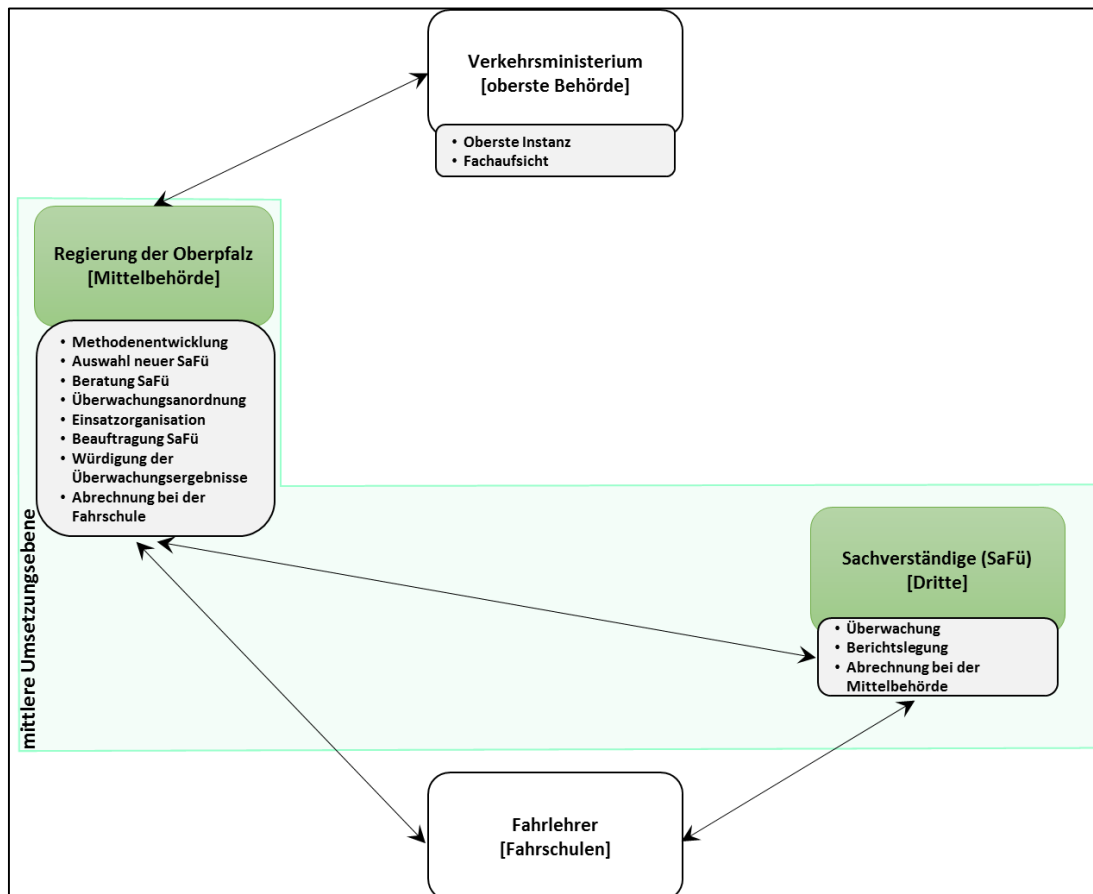 Verkehrsministerium
[oberste Behörde]
• Oberste Instanz
• Fachaufsicht
Regierung der Oberpfalz
[Mittelbehörde]
• Methodenentwicklung
• Auswahl neuer SaFü
• Beratung SaFü
• Überwachungsanordnung
• Einsatzorganisation
• Beauftragung SaFü
• Würdigung der
Überwachungsergebnisse
• Abrechnung bei der
Fahrschule
mittlere Umsetzungsebene
Sachverständige (SaFü)
[Dritte]
• Überwachung
• Berichtslegung
• Abrechnung bei der
Mittelbehörde
Fahrlehrer
[Fahrschulen]